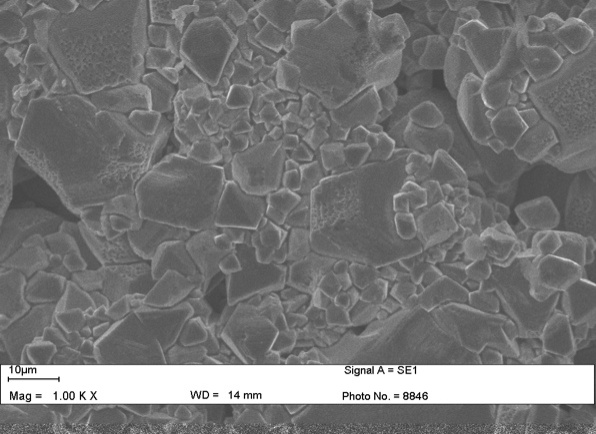 10µm Signal A = SE1
Mag = 1.00 K X WD = 14 mm Photo No. = 8846